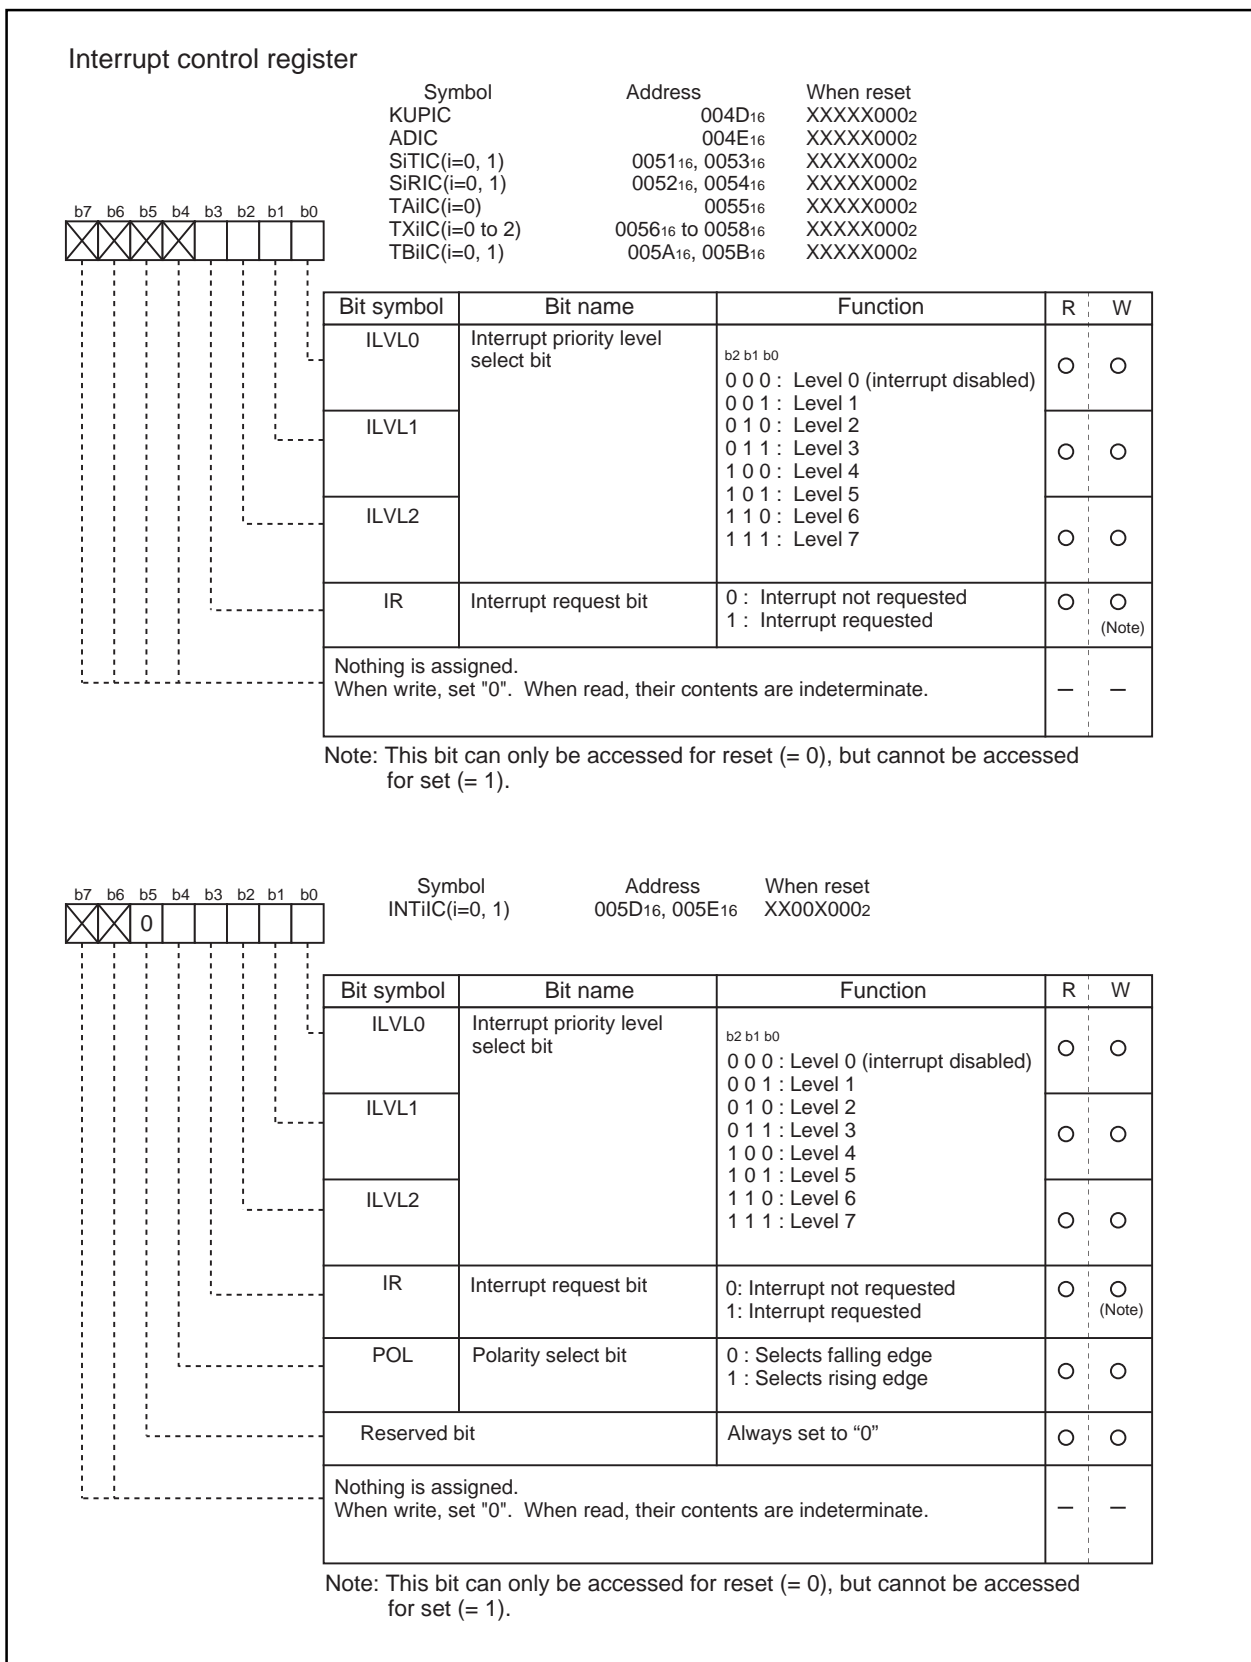 Interrupt control register
Symbol Address When reset
KUPIC 004D16 XXXXX0002
ADIC 004E16 XXXXX0002
SiTIC(i=0, 1) 005116, 005316 XXXXX0002
SiRIC(i=0, 1) 005216, 005416 XXXXX0002
TAiIC(i=0) 005516 XXXXX0002
TXiIC(i=0 to 2) 005616 to 005816 XXXXX0002
TBiIC(i=0, 1) 005A16, 005B16 XXXXX0002
b7 b6 b5 b4 b3 b2 b1 b0
Bit symbol Bit name Function R W
ILVL0 Interrupt priority level
select bit
b2 b1 b0
0 0 0 : Level 0 (interrupt disabled)
0 0 1 : Level 1
ILVL1 0 1 0 : Level 2
0 1 1 : Level 3
1 0 0 : Level 4
1 0 1 : Level 5
ILVL2 1 1 0 : Level 6
1 1 1 : Level 7
IR Interrupt request bit 0 : Interrupt not requested
1 : Interrupt requested
(Note)
Nothing is assigned.
When write, set "0". When read, their contents are indeterminate. – –
Note: This bit can only be accessed for reset (= 0), but cannot be accessed
for set (= 1).
Symbol Address When reset
INTiIC(i=0, 1) 005D16, 005E16 XX00X0002
b7 b6 b5 b4 b3 b2 b1 b0
0
Bit symbol Bit name Function R W
ILVL0 Interrupt priority level
select bit
b2 b1 b0
0 0 0 : Level 0 (interrupt disabled)
0 0 1 : Level 1
ILVL1 0 1 0 : Level 2
0 1 1 : Level 3
1 0 0 : Level 4
1 0 1 : Level 5
ILVL2 1 1 0 : Level 6
1 1 1 : Level 7
IR Interrupt request bit 0: Interrupt not requested
1: Interrupt requested
(Note)
POL Polarity select bit 0 : Selects falling edge
1 : Selects rising edge
Reserved bit Always set to “0”
Nothing is assigned.
When write, set "0". When read, their contents are indeterminate. – –
Note: This bit can only be accessed for reset (= 0), but cannot be accessed
for set (= 1).